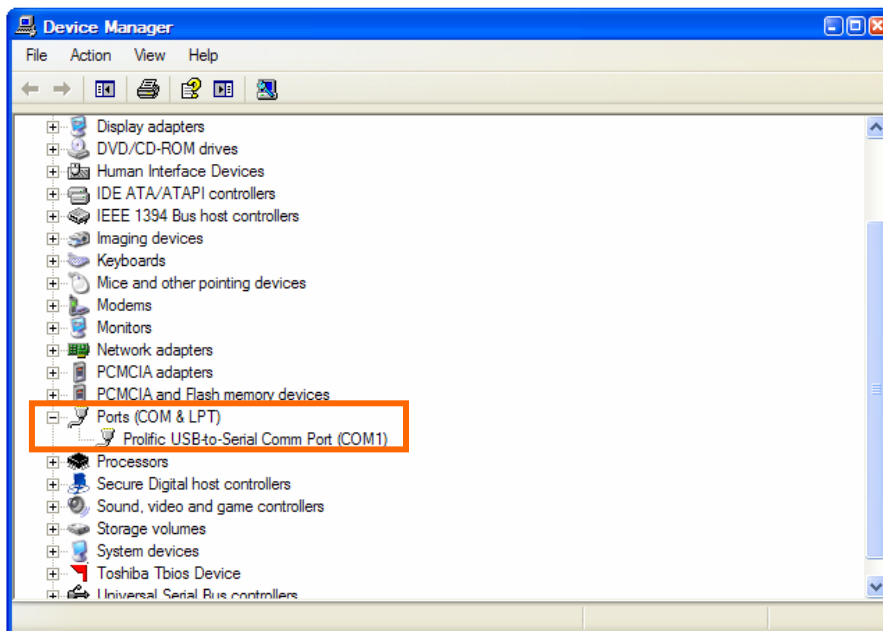 Device Manager
File Action View Help
Display adapters
DVD/CD-ROM drives
Human Interface Devices
IDE ATA/ATAPI controllers
IEEE 1394 Bus host controllers
Imaging devices
Keyboards
Mice and other pointing devices
Modems
Monitors
Network adapters
PCMCIA adapters
PCMCIA and Flash memory devices
Ports (COM & LPT)
Prolific USB-to-Serial Comm Port (COM1)
Processors
Secure Digital host controllers
Sound, video and game controllers
Storage volumes
System devices
Toshiba Tbios Device
Universal Serial Bus controllers